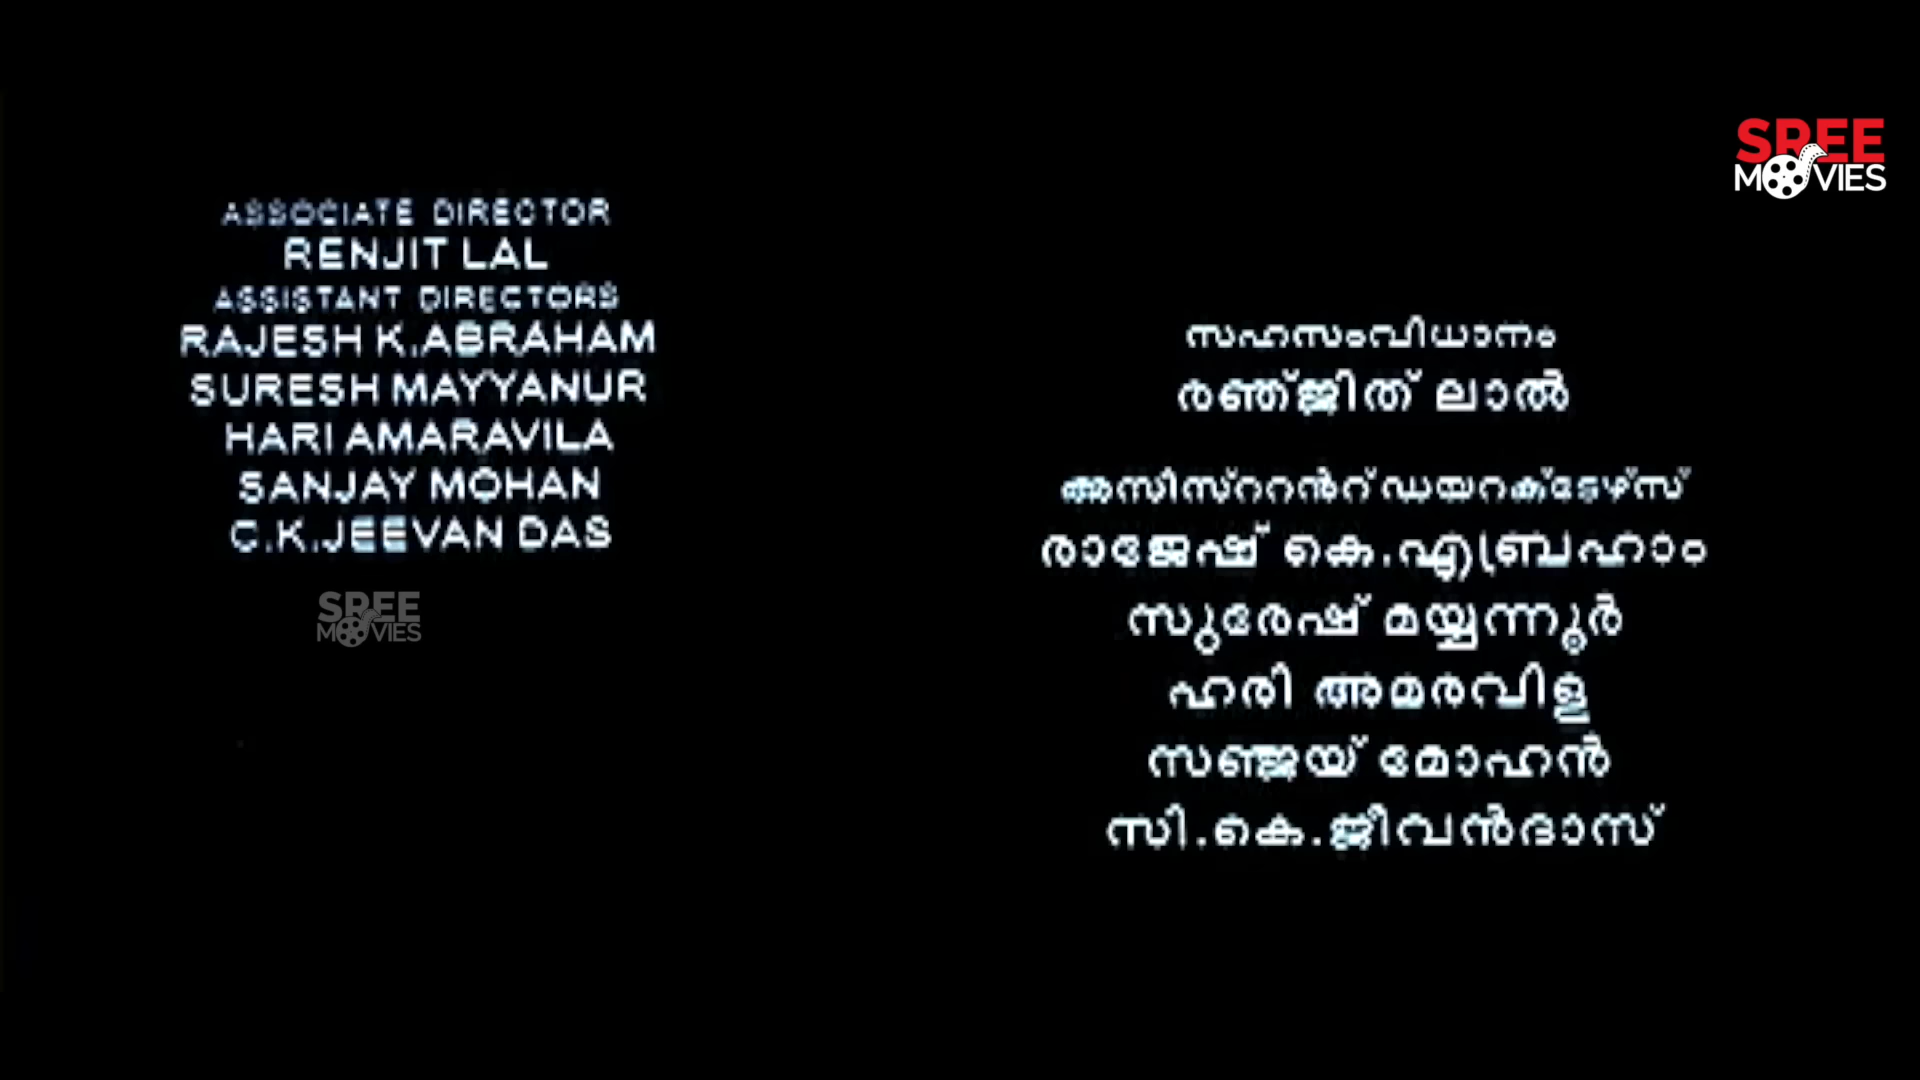 ASSOCIATE DIRECTOR
RENJIT LAL
ASSISTANT DIRECTORS
RAJESH K.ABRAHAM
SURESH MAYYANUR
HARI AMARAVILA
SANJAY MOHAN
C.K.JEEVAN DAS
SREE
MOVIES
SREE
MOVIES
സഹസംവിധാനം
രഞ്ജിത് ലാൽ
അസിസ്ററൻറ് ഡയറക്ടേഴ്സ്
രാജേഷ് കെ.എബ്രഹാം
സുരേഷ് മയ്യന്നൂർ
ഹരി അമരവിള
സഞ്ജയ് മോഹൻ
സി.കെ.ജീവൻദാസ്